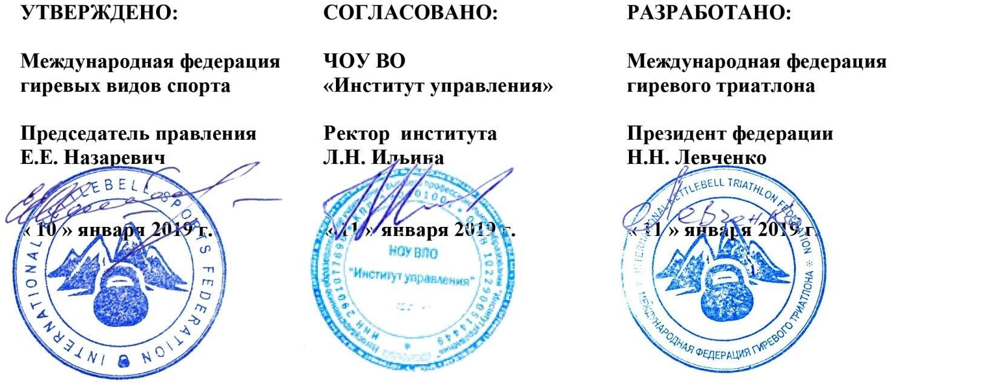 УТВЕРЖДЕНО:
Международная федерация
гиревых видов спорта
Председатель правления
Е.Е. Назаревич
« 10 » января 2019 г.
INTERNATIONAL KETTLEBELL SPORTS FEDERATION
СОГЛАСОВАНО:
ЧОУ ВО
«Институт управления»
Ректор  института
Л.Н. Ильина
« 11 » января 2019 г.
НОУ ВПО
"Институт управления"
РАЗРАБОТАНО:
Международная федерация
гиревого триатлона
Президент федерации
Н.Н. Левченко
Левченко
« 11 » января 2019 г.
INTERNATIONAL KETTLEBELL TRIATHLON FEDERATION
МЕЖДУНАРОДНАЯ ФЕДЕРАЦИЯ ГИРЕВОГО ТРИАТЛОНА